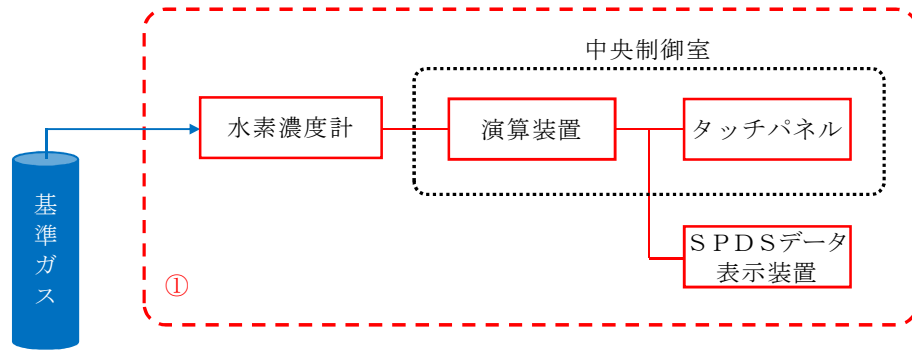 中央制御室
水素濃度計
演算装置
タッチパネル
基準ガス
ＳＰＤＳデータ
表示装置
①